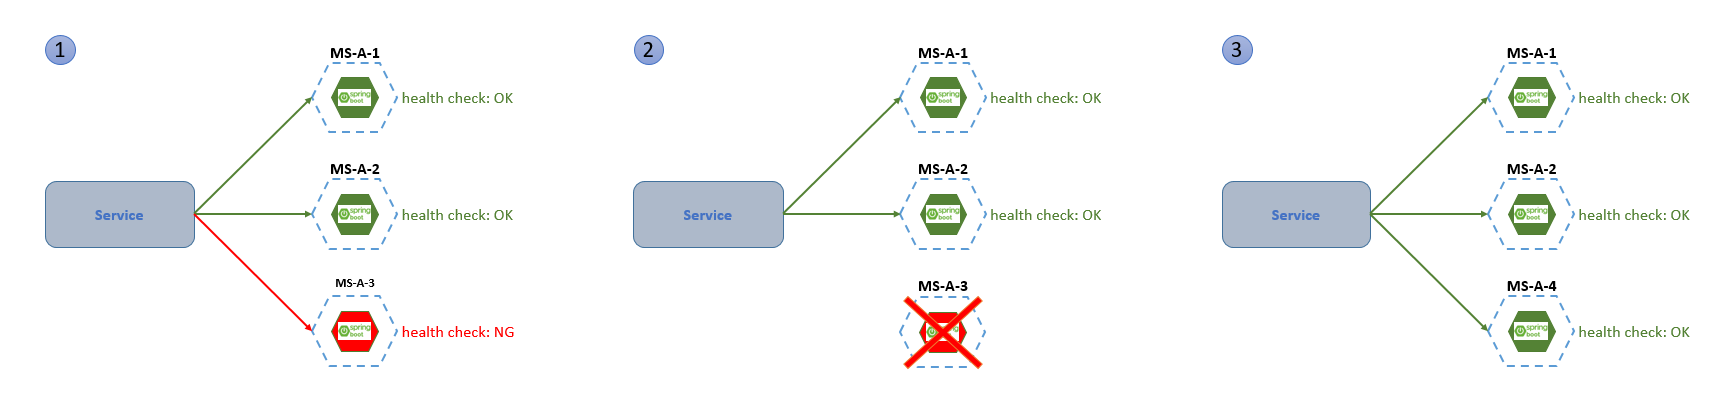 1
MS-A-1
spring
boot
health check: OK
MS-A-2
spring
boot
health check: OK
Service
MS-A-3
spring
boot
health check: NG
2
MS-A-1
spring
boot
health check: OK
MS-A-2
spring
boot
health check: OK
Service
MS-A-3
3
MS-A-1
spring
boot
health check: OK
MS-A-2
spring
boot
health check: OK
Service
MS-A-4
spring
boot
health check: OK